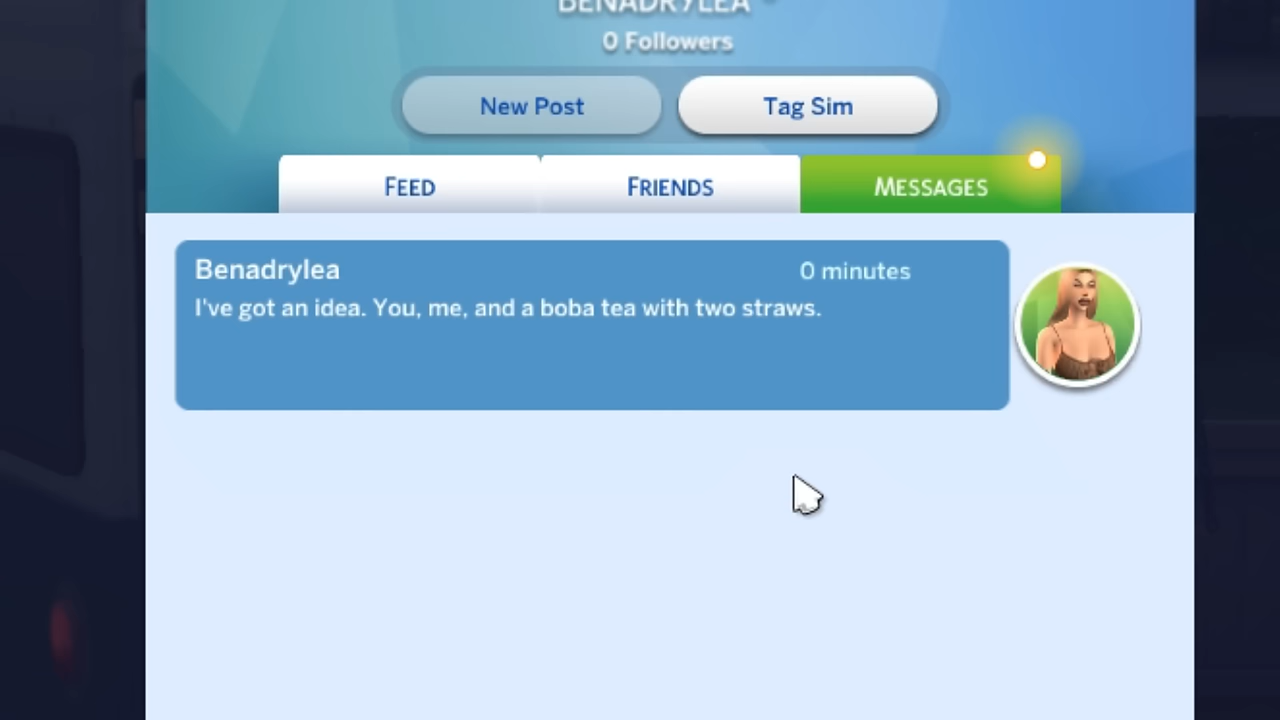 BENADRYLEA
0 Followers
New Post
Tag Sim
FEED
FRIENDS
MESSAGES
Benadrylea
0 minutes
I've got an idea. You, me, and a boba tea with two straws.